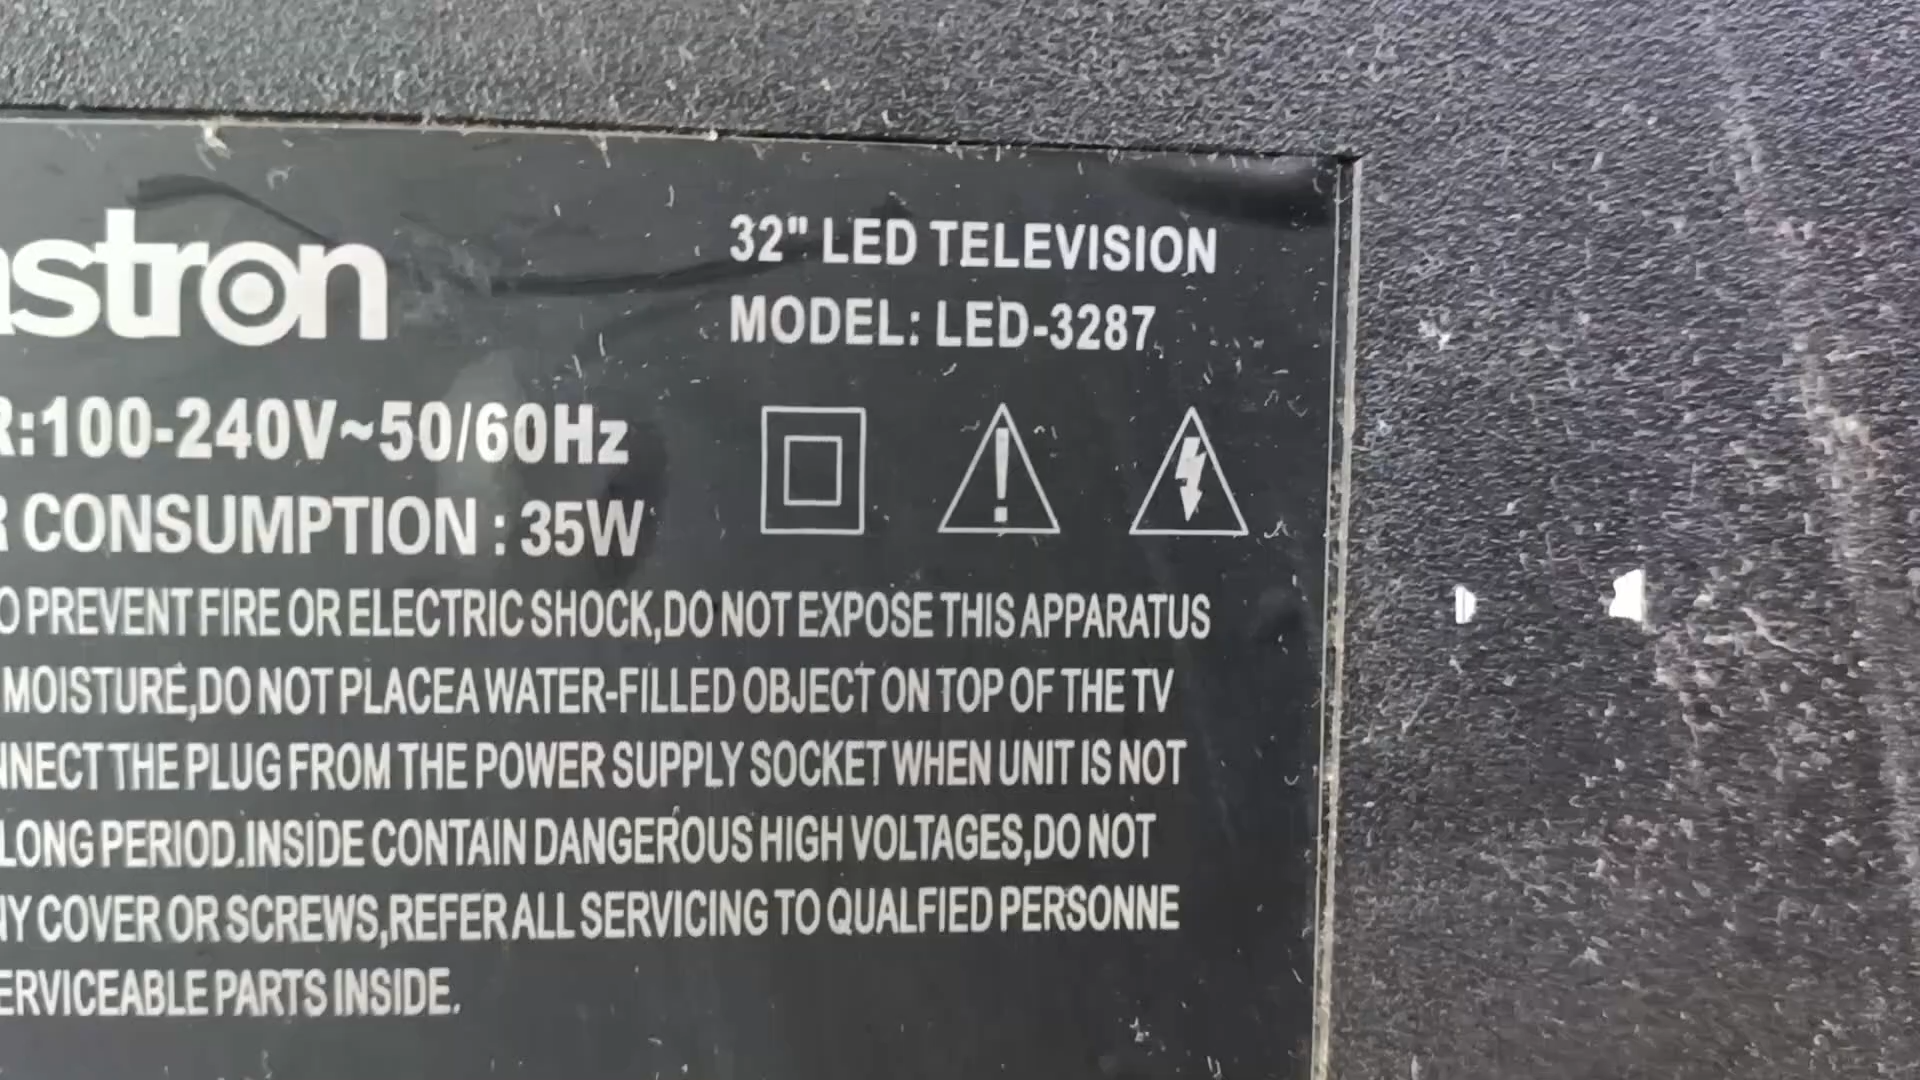 astron
32" LED TELEVISION
MODEL: LED-3287
R:100-240V~50/60Hz
R CONSUMPTION : 35W
O PREVENT FIRE OR ELECTRIC SHOCK,DO NOT EXPOSE THIS APPARATUS
MOISTURE,DO NOT PLACEA WATER-FILLED OBJECT ON TOP OF THE TV
NNECT THE PLUG FROM THE POWER SUPPLY SOCKET WHEN UNIT IS NOT
LONG PERIOD.INSIDE CONTAIN DANGEROUS HIGH VOLTAGES,DO NOT
NY COVER OR SCREWS,REFER ALL SERVICING TO QUALFIED PERSONNE
ERVICEABLE PARTS INSIDE.